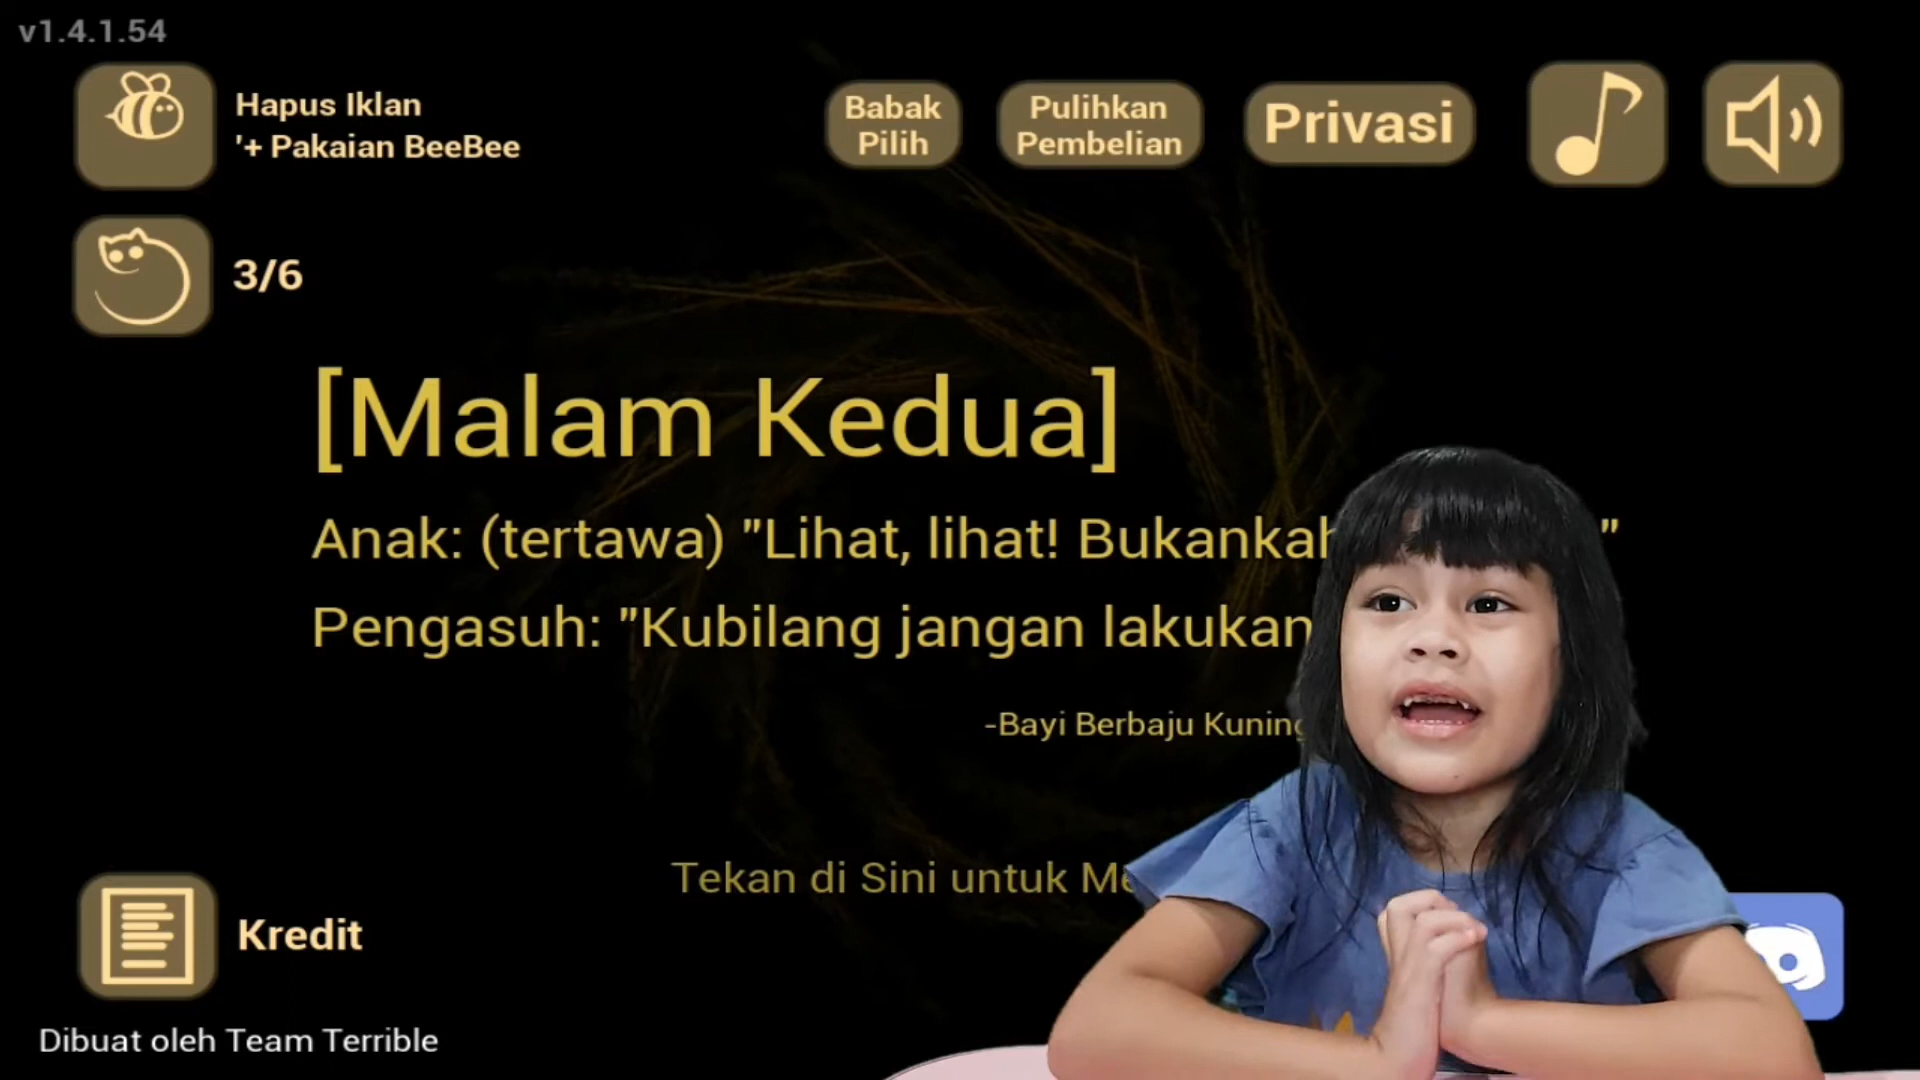 v1.4.1.54
Hapus Iklan
'+ Pakaian BeeBee
Babak
Pilih
Pulihkan
Pembelian
Privasi
3/6
[Malam Kedua]
Anak: (tertawa) "Lihat, lihat! Bukankah "
Pengasuh: "Kubilang jangan lakukan
-Bayi Berbaju Kuning
Tekan di Sini untuk
Kredit
Dibuat oleh Team Terrible